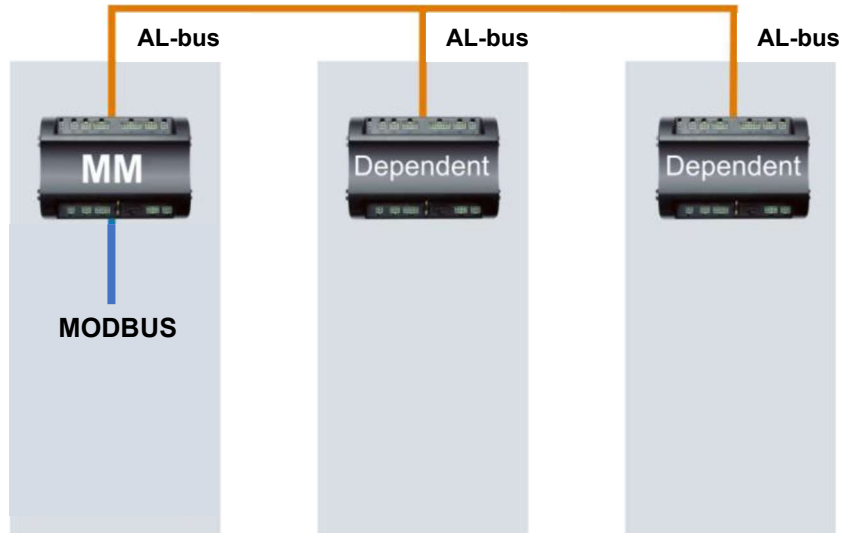 AL-bus
AL-bus
AL-bus
MM
Dependent
Dependent
MODBUS